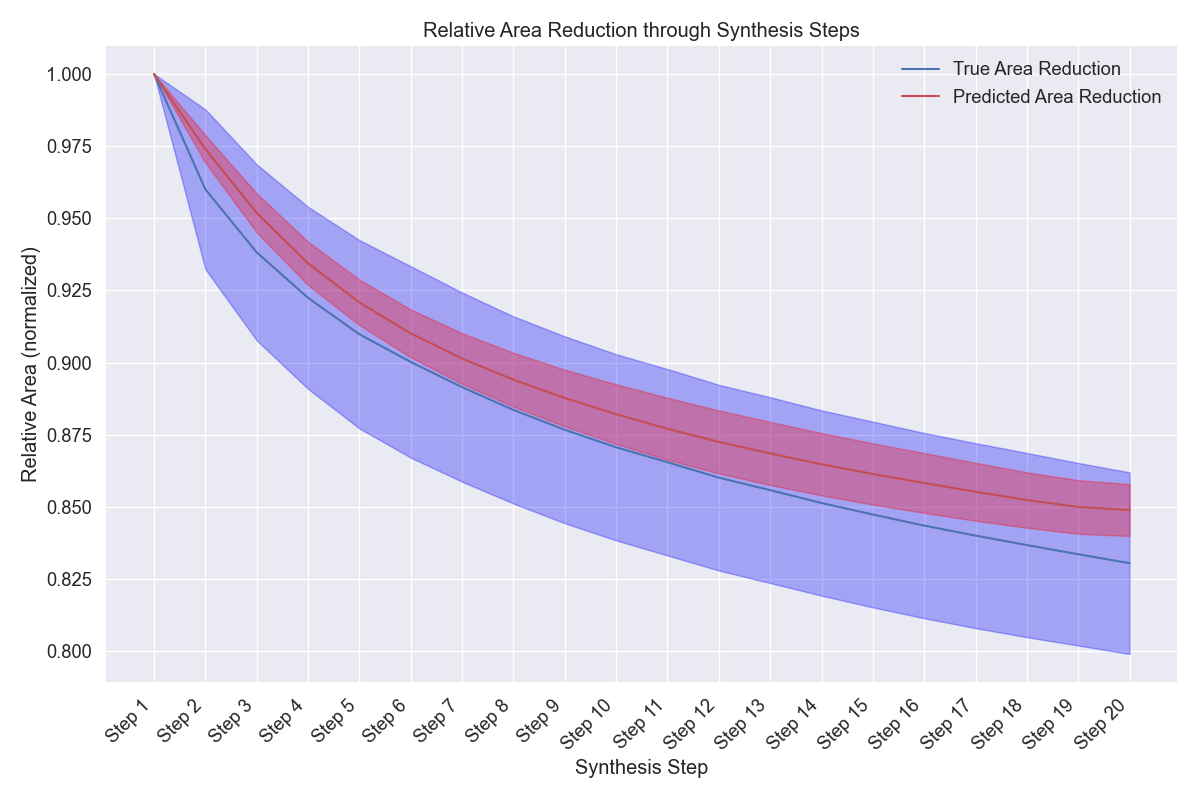 Relative Area Reduction through Synthesis Steps
True Area Reduction
Predicted Area Reduction
Relative Area (normalized)
1.000
0.975
0.950
0.925
0.900
0.875
0.850
0.825
0.800
Step 1
Step 2
Step 3
Step 4
Step 5
Step 6
Step 7
Step 8
Step 9
Step 10
Step 11
Step 12
Step 13
Step 14
Step 15
Step 16
Step 17
Step 18
Step 19
Step 20
Synthesis Step